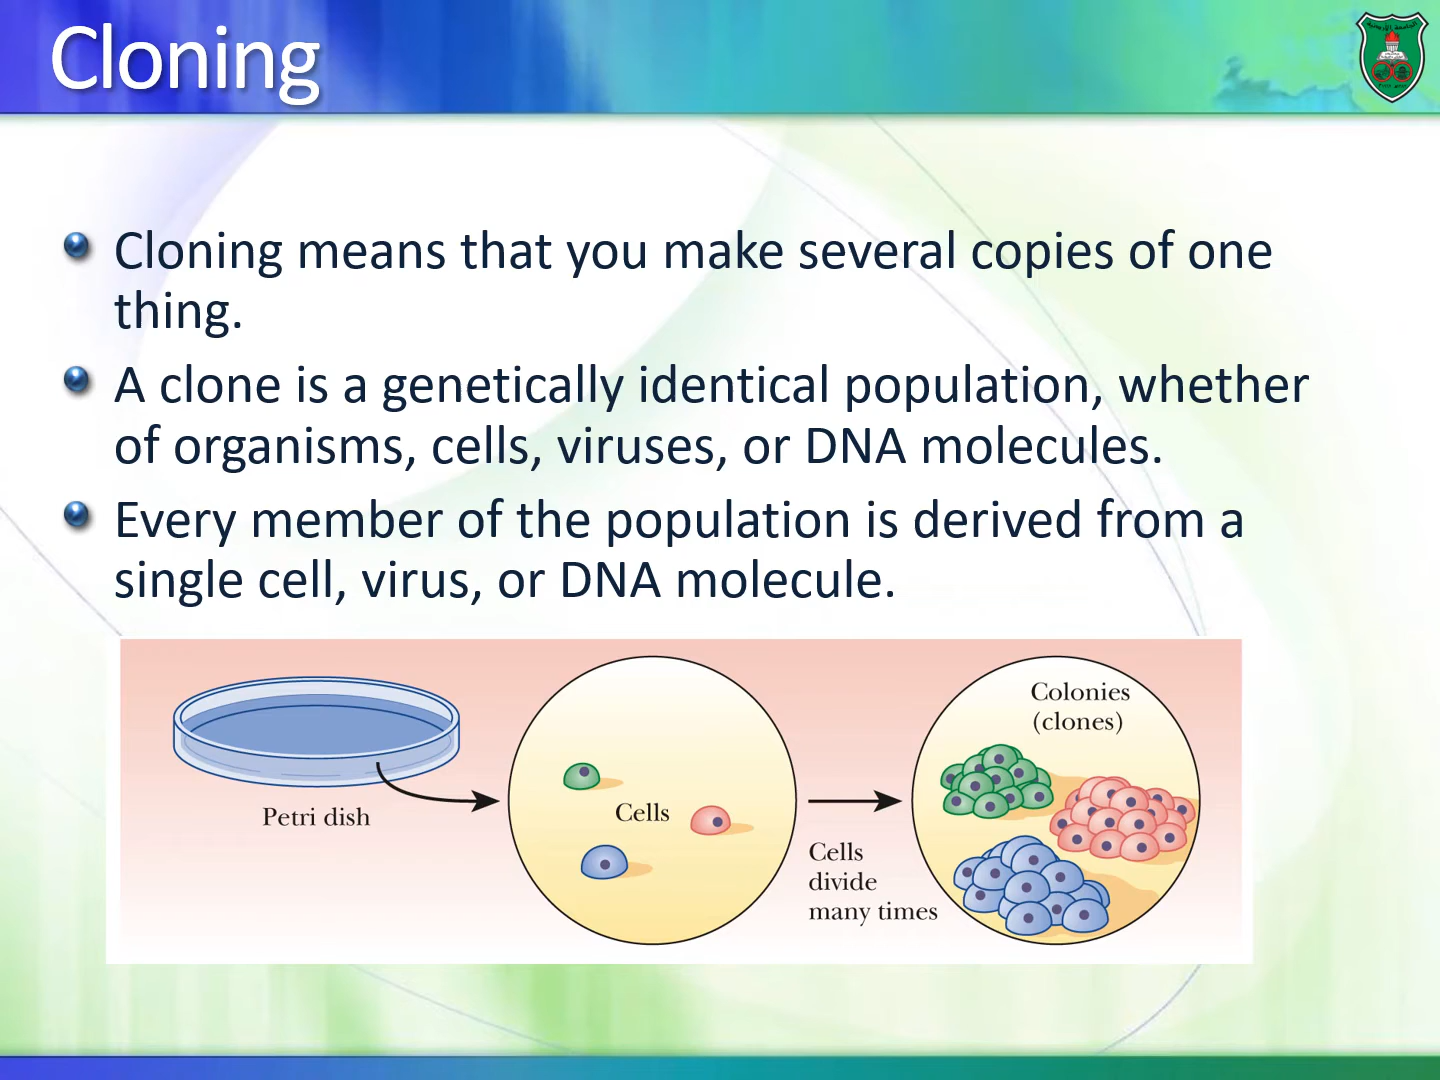 Cloning
Cloning means that you make several copies of one
thing.
A clone is a genetically identical population, whether
of organisms, cells, viruses, or DNA molecules.
Every member of the population is derived from a
single cell, virus, or DNA molecule.
Petri dish
Cells
Cells
divide
many times
Colonies
(clones)